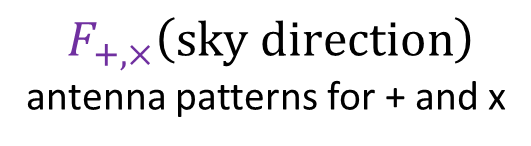 F+,×(sky direction)
antenna patterns for + and x